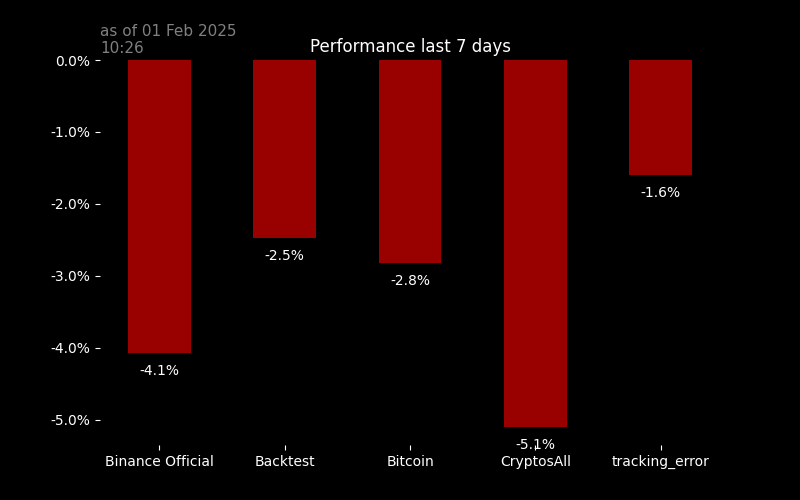 as of 01 Feb 2025
10:26
Performance last 7 days
0.0%
-1.0%
-2.0%
-3.0%
-4.0%
-5.0%
-4.1%
-2.5%
-2.8%
-5.1%
-1.6%
Binance Official
Backtest
Bitcoin
CryptosAll
tracking_error